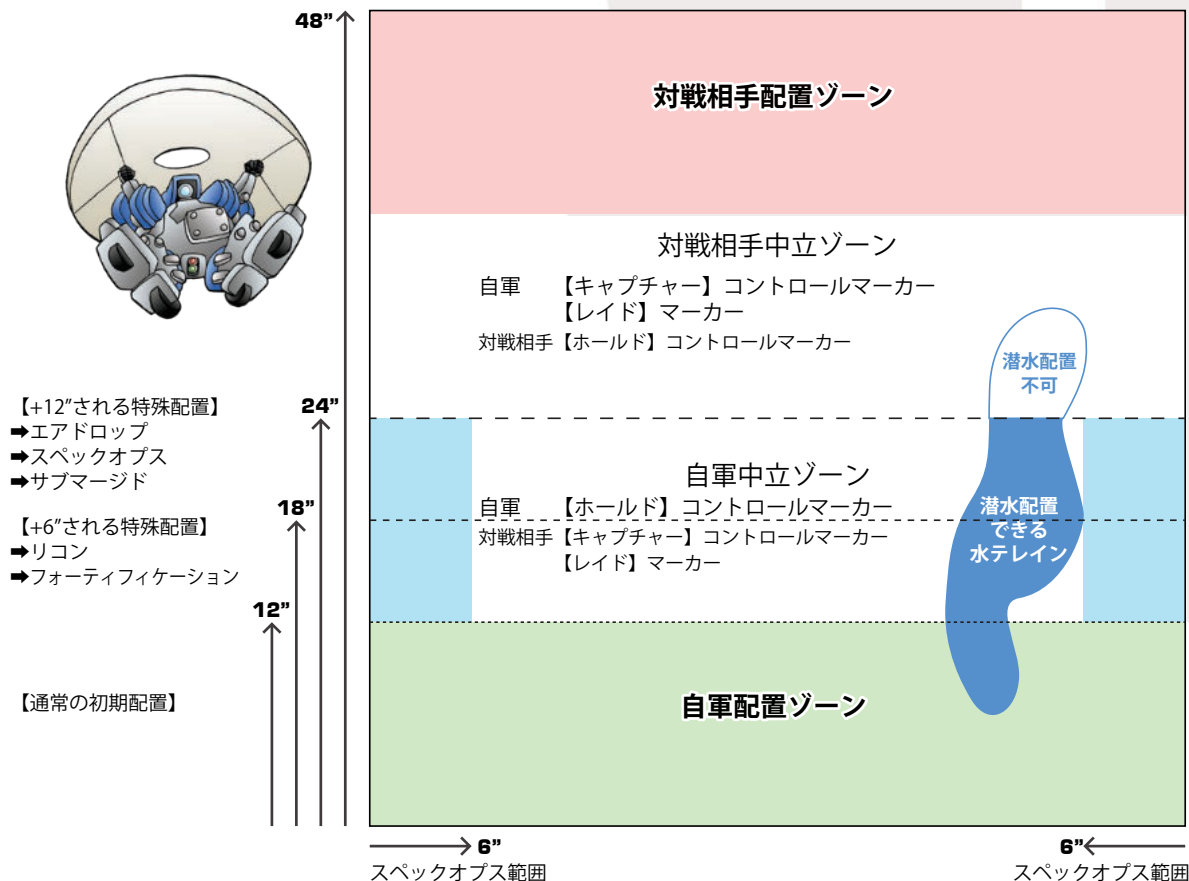 48”
対戦相手配置ゾーン
対戦相手中立ゾーン
自軍 【キャプチャー】コントロールマーカー
【レイド】マーカー
対戦相手【ホールド】コントロールマーカー
潜水配置
不可
【+12”される特殊配置】
➡エアドロップ
➡スペックオプス
➡サブマージド
24”
自軍中立ゾーン
自軍 【ホールド】コントロールマーカー
対戦相手【キャプチャー】コントロールマーカー
【レイド】マーカー
潜水配置
できる
水テレイン
18”
【+6”される特殊配置】
➡リコン
➡フォーティフィケーション
12”
【通常の初期配置】
自軍配置ゾーン
6”
スペックオプス範囲
6”
スペックオプス範囲